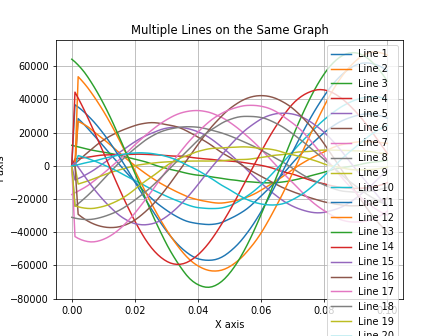 Multiple Lines on the Same Graph
60000
40000
20000
0
−20000
−40000
−60000
−80000
0.00
0.02
0.04
0.06
X axis
Line 1
Line 2
Line 3
Line 4
Line 5
Line 6
Line 7
Line 8
Line 9
Line 10
Line 11
Line 12
Line 13
Line 14
Line 15
Line 16
Line 17
Line 18
Line 19
Line 20